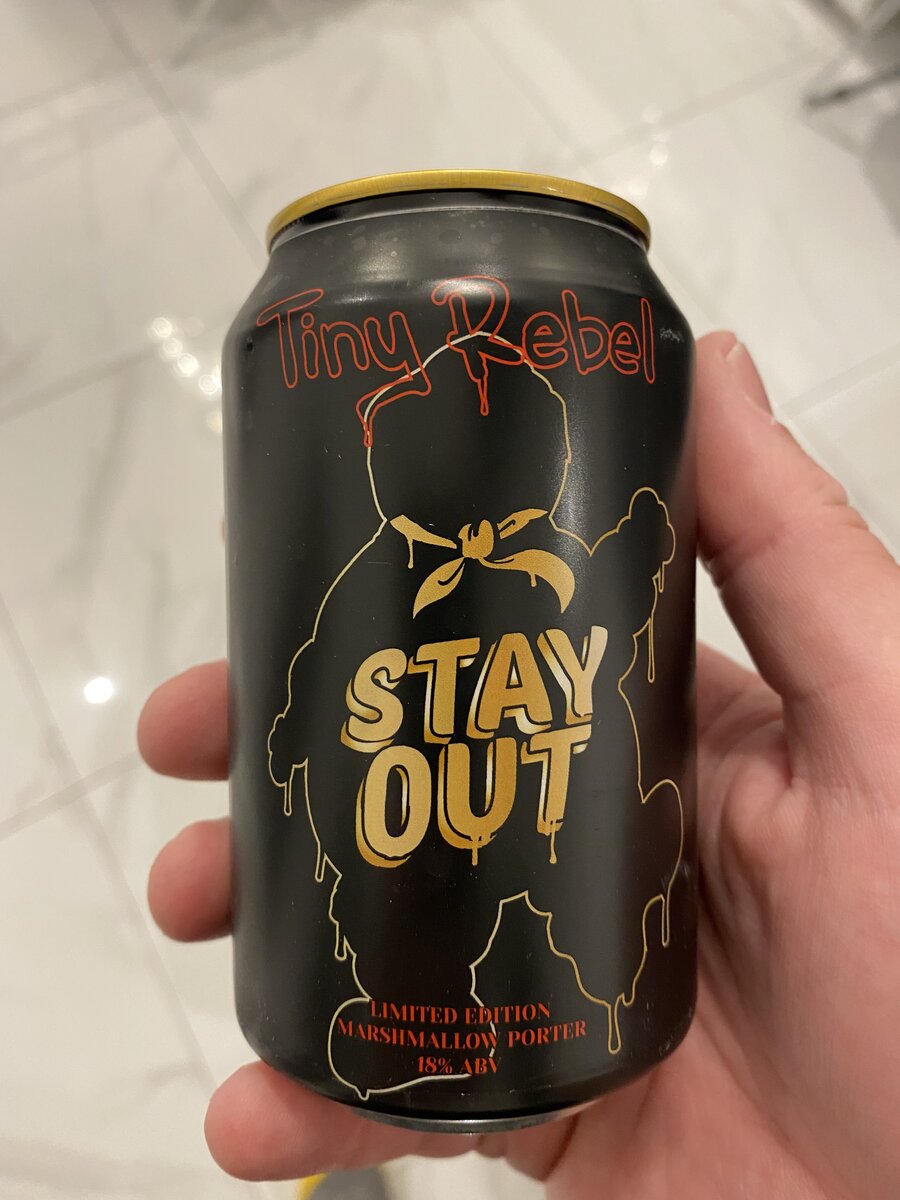 Tiny Rebel
STAY
OUT
LIMITED EDITION
MARSHMALLOW PORTER
18% ABV